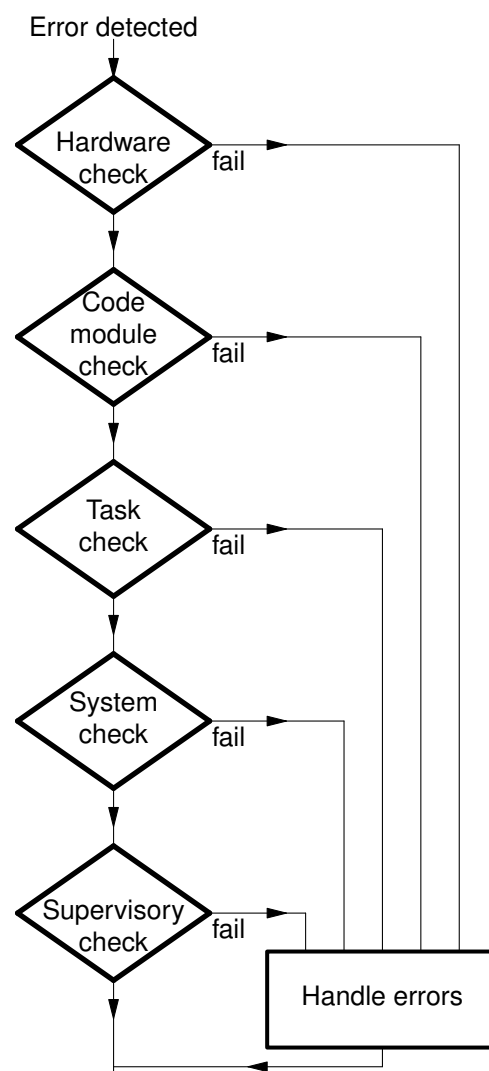 Error detected
Hardware
check
fail
Code
module
check
fail
Task
check
fail
System
check
fail
Supervisory
check
fail
Handle errors